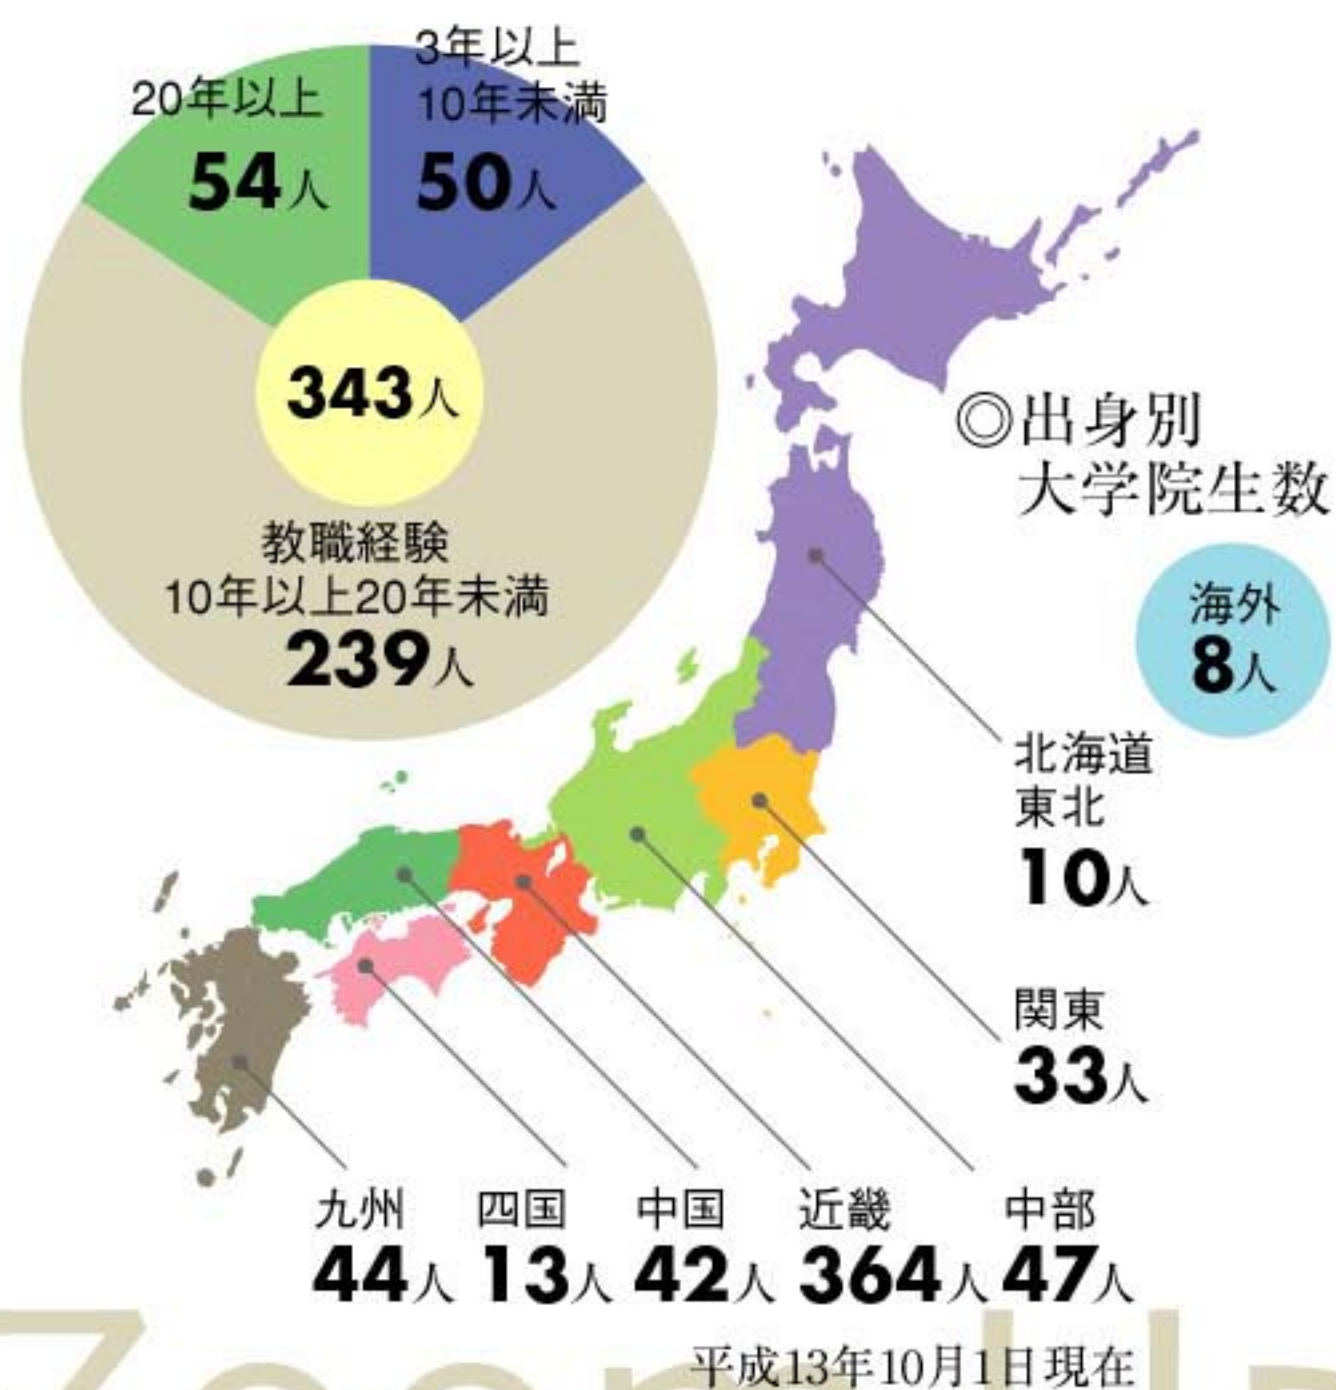 3年以上
10年未満
50人
20年以上
54人
343人
教職経験
10年以上20年未満
239人
◎出身別
大学院生数
海外
8人
北海道
東北
10人
関東
33人
九州
44人
四国
13人
中国
42人
近畿
364人
中部
47人
平成13年10月1日現在